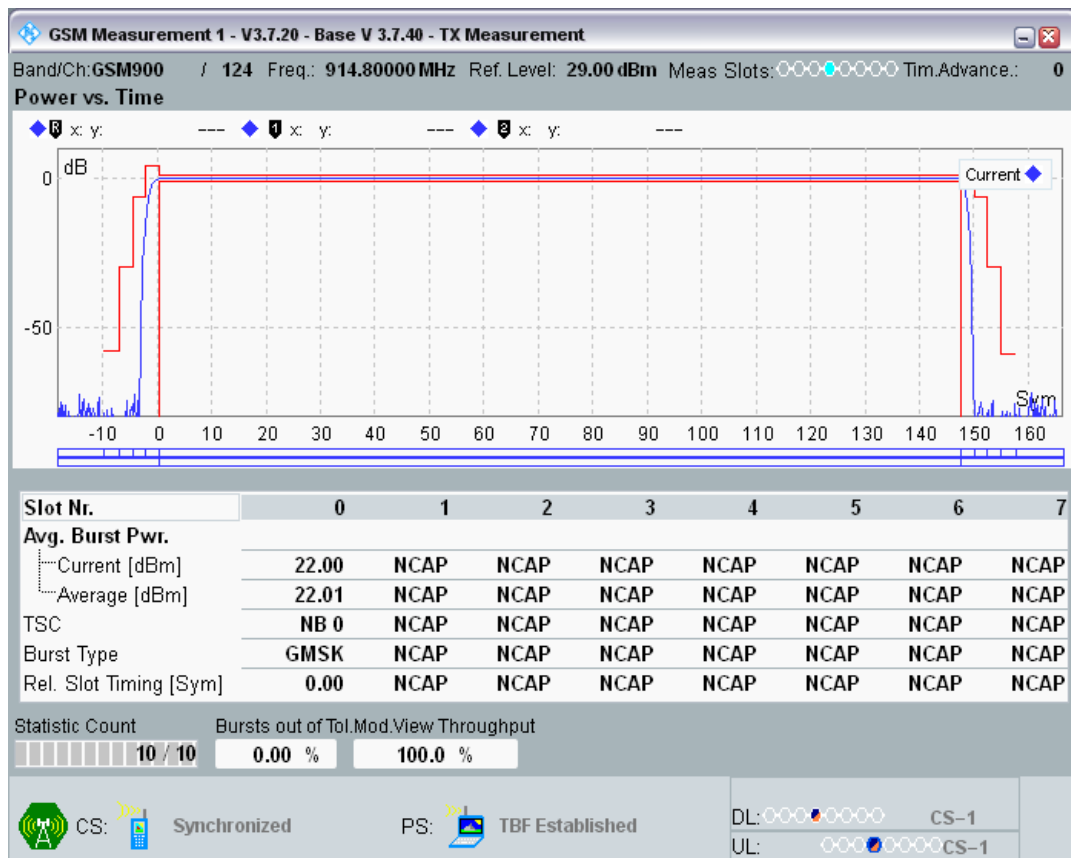 GSM Measurement 1 - V3.7.20 - Base V 3.7.40 - TX Measurement
Band/Ch:GSM900 / 124 Freq.: 914.80000 MHz Ref. Level: 29.00 dBm Meas Slots: Tim.Advance.: 0
Power vs. Time
R x: y: --- 1 x: y: --- 2 x: y: ---
dB
Current
0
-50
Sym
-10 0 10 20 30 40 50 60 70 80 90 100 110 120 130 140 150 160
Slot Nr. 0 1 2 3 4 5 6 7
Avg. Burst Pwr.
Current [dBm] 22.00 NCAP NCAP NCAP NCAP NCAP NCAP NCAP
Average [dBm] 22.01 NCAP NCAP NCAP NCAP NCAP NCAP NCAP
TSC NB 0 NCAP NCAP NCAP NCAP NCAP NCAP NCAP
Burst Type GMSK NCAP NCAP NCAP NCAP NCAP NCAP NCAP
Rel. Slot Timing [Sym] 0.00 NCAP NCAP NCAP NCAP NCAP NCAP NCAP
Statistic Count Bursts out of Tol.Mod.View Throughput
10 / 10 0.00 % 100.0 %
CS: Synchronized PS: TBF Established
DL: CS-1
UL: CS-1